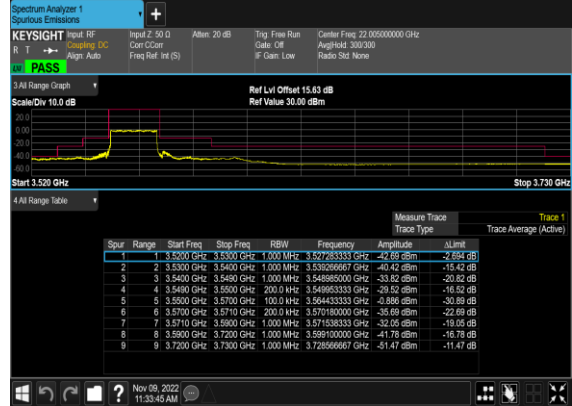 Spectrum Analyzer 1
Spurious Emissions
+
KEYSIGHT Input: RF Input Z: 50 Ω Atten: 20 dB Trig: Free Run Center Freq: 22.005000000 GHz
R T Coupling: DC Corr CCorr Gate: Off Avg|Hold: 300/300
Align: Auto Freq Ref: Int (S) IF Gain: Low Radio Std: None
LW PASS
3 All Range Graph
Ref Lvl Offset 15.63 dB
Scale/Div 10.0 dB Ref Value 30.00 dBm
20.0
0.00
-20.0
-40.0
-60.0
Start 3.520 GHz Stop 3.730 GHz
4 All Range Table
Measure Trace Trace 1
Trace Type Trace Average (Active)
Spur Range Start Freq Stop Freq RBW Frequency Amplitude ΔLimit
1 1 3.5200 GHz 3.5300 GHz 1.000 MHz 3.527283333 GHz -42.69 dBm -2.694 dB
2 2 3.5300 GHz 3.5400 GHz 1.000 MHz 3.539266667 GHz -40.42 dBm -15.42 dB
3 3 3.5400 GHz 3.5490 GHz 1.000 MHz 3.548985000 GHz -33.82 dBm -20.82 dB
4 4 3.5490 GHz 3.5500 GHz 200.0 kHz 3.549953333 GHz -29.52 dBm -16.52 dB
5 5 3.5500 GHz 3.5700 GHz 100.0 kHz 3.564433333 GHz -0.886 dBm -30.89 dB
6 6 3.5700 GHz 3.5710 GHz 200.0 kHz 3.570180000 GHz -35.69 dBm -22.69 dB
7 7 3.5710 GHz 3.5900 GHz 1.000 MHz 3.571538333 GHz -32.05 dBm -19.05 dB
8 8 3.5900 GHz 3.7200 GHz 1.000 MHz 3.599100000 GHz -41.78 dBm -16.78 dB
9 9 3.7200 GHz 3.7300 GHz 1.000 MHz 3.728566667 GHz -51.47 dBm -11.47 dB
? Nov 09, 2022
11:33:45 AM